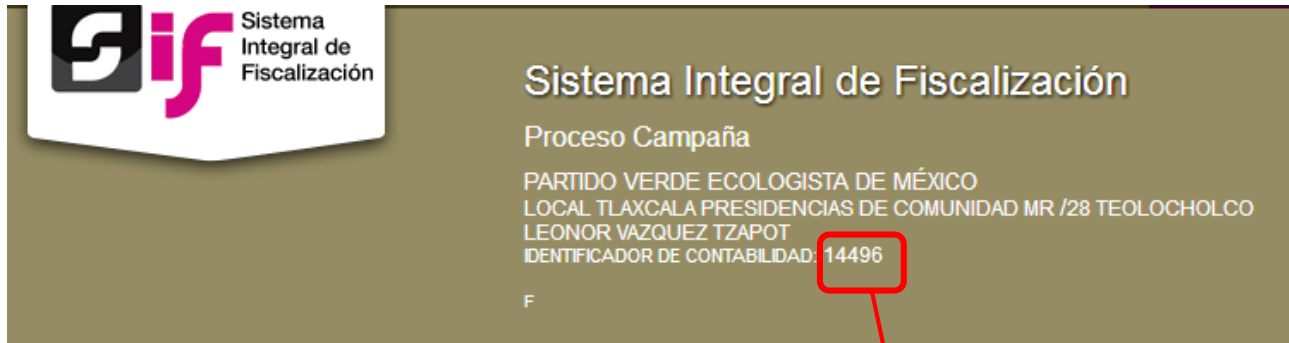 sif
Sistema
Integral de
Fiscalización
Sistema Integral de Fiscalización
Proceso Campaña
PARTIDO VERDE ECOLOGISTA DE MÉXICO
LOCAL TLAXCALA PRESIDENCIAS DE COMUNIDAD MR /28 TEOLOCHOLCO
LEONOR VAZQUEZ TZAPOT
IDENTIFICADOR DE CONTABILIDAD: 14496
F